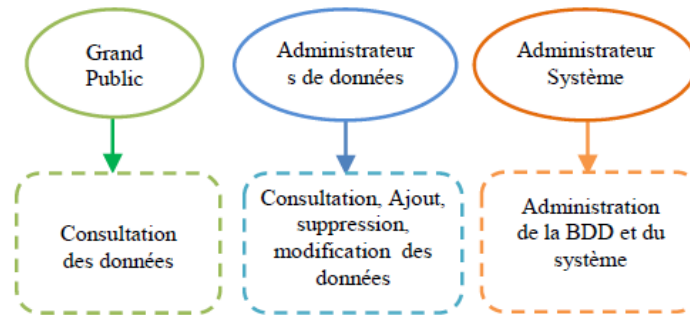 Grand
Public
Administrateur
s de données
Administrateur
Système
Consultation
des données
Consultation, Ajout,
suppression,
modification des
données
Administration
de la BDD et du
système